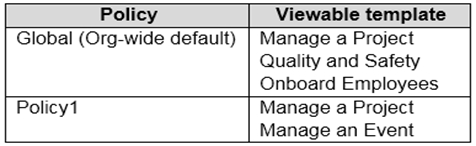 Policy Viewable template
Global (Org-wide default) Manage a Project
Quality and Safety
Onboard Employees
Policy1 Manage a Project
Manage an Event